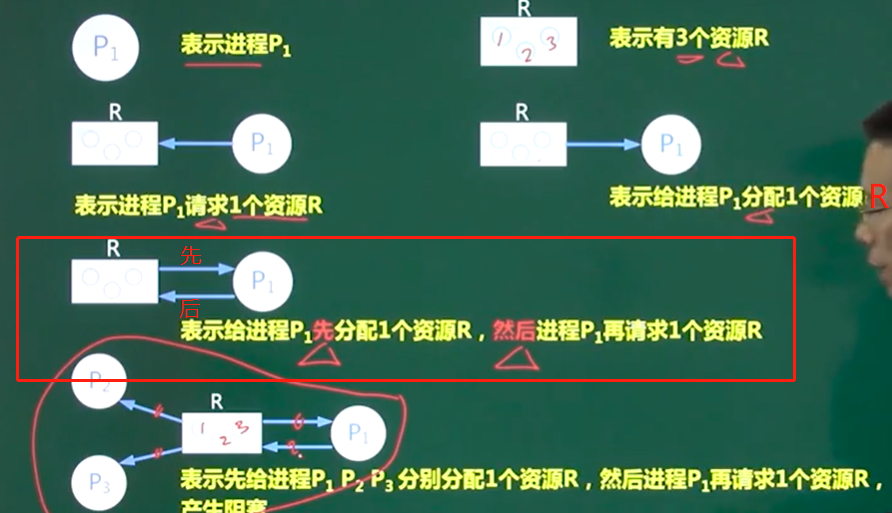 P1
表示进程P1
R
1 2 3
表示有3个资源R
R
P1
表示进程P1请求1个资源R
R
P1
表示给进程P1分配1个资源R
R
先
后
P1
表示给进程P1先分配1个资源R，然后进程P1再请求1个资源R
P2
R
1 2 3
P1
P3
表示先给进程P1 P2 P3分别分配1个资源R，然后进程P1再请求1个资源R，
产生阻塞